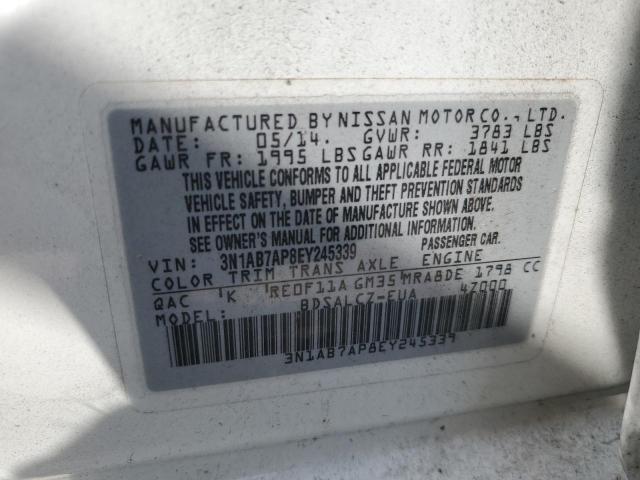 MANUFACTURED BY NISSAN MOTOR CO., LTD.
DATE: 05/14. GVWR: 3783 LBS
GAWR FR: 1995 LBS GAWR RR: 1841 LBS
THIS VEHICLE CONFORMS TO ALL APPLICABLE FEDERAL MOTOR
VEHICLE SAFETY, BUMPER AND THEFT PREVENTION STANDARDS
IN EFFECT ON THE DATE OF MANUFACTURE SHOWN ABOVE.
SEE OWNER'S MANUAL FOR ADDITIONAL INFORMATION.
VIN: 3N1AB7AP8EY245339 PASSENGER CAR.
COLOR TRIM TRANS AXLE ENGINE
QAC K RE0F11A GM35 MRA8DE 1798 CC
BDSALCZ-EUA 4Z000
3N1AB7AP8EY245339